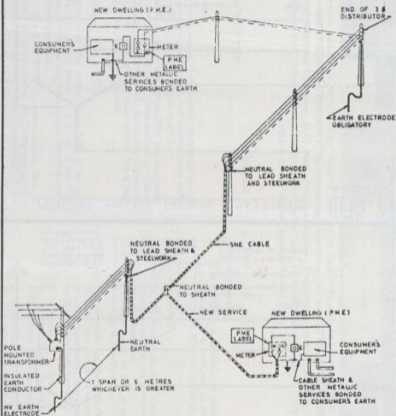 NEW DWELLING (P.M.E.)
END OF 3Ø
DISTRIBUTOR
CONSUMER'S
EQUIPMENT
METER
P.M.E.
LABEL
OTHER METALLIC
SERVICES BONDED
TO CONSUMER'S EARTH
EARTH ELECTRODE
OBLIGATORY
NEUTRAL BONDED
TO LEAD SHEATH
AND STEELWORK
NEUTRAL BONDED
TO LEAD SHEATH &
STEELWORK
SNE CABLE
NEUTRAL BONDED
TO SHEATH
NEW SERVICE
NEW DWELLING (P.M.E)
P.M.E
LABEL
METER
CONSUMER'S
EQUIPMENT
POLE
MOUNTED
TRANSFORMER
NEUTRAL
EARTH
INSULATED
EARTH
CONDUCTOR
1 SPAN OR 6 METRES
WHICHEVER IS GREATER
CABLE SHEATH &
OTHER METALLIC
SERVICES BONDED
TO CONSUMER'S EARTH
HV EARTH
ELECTRODE